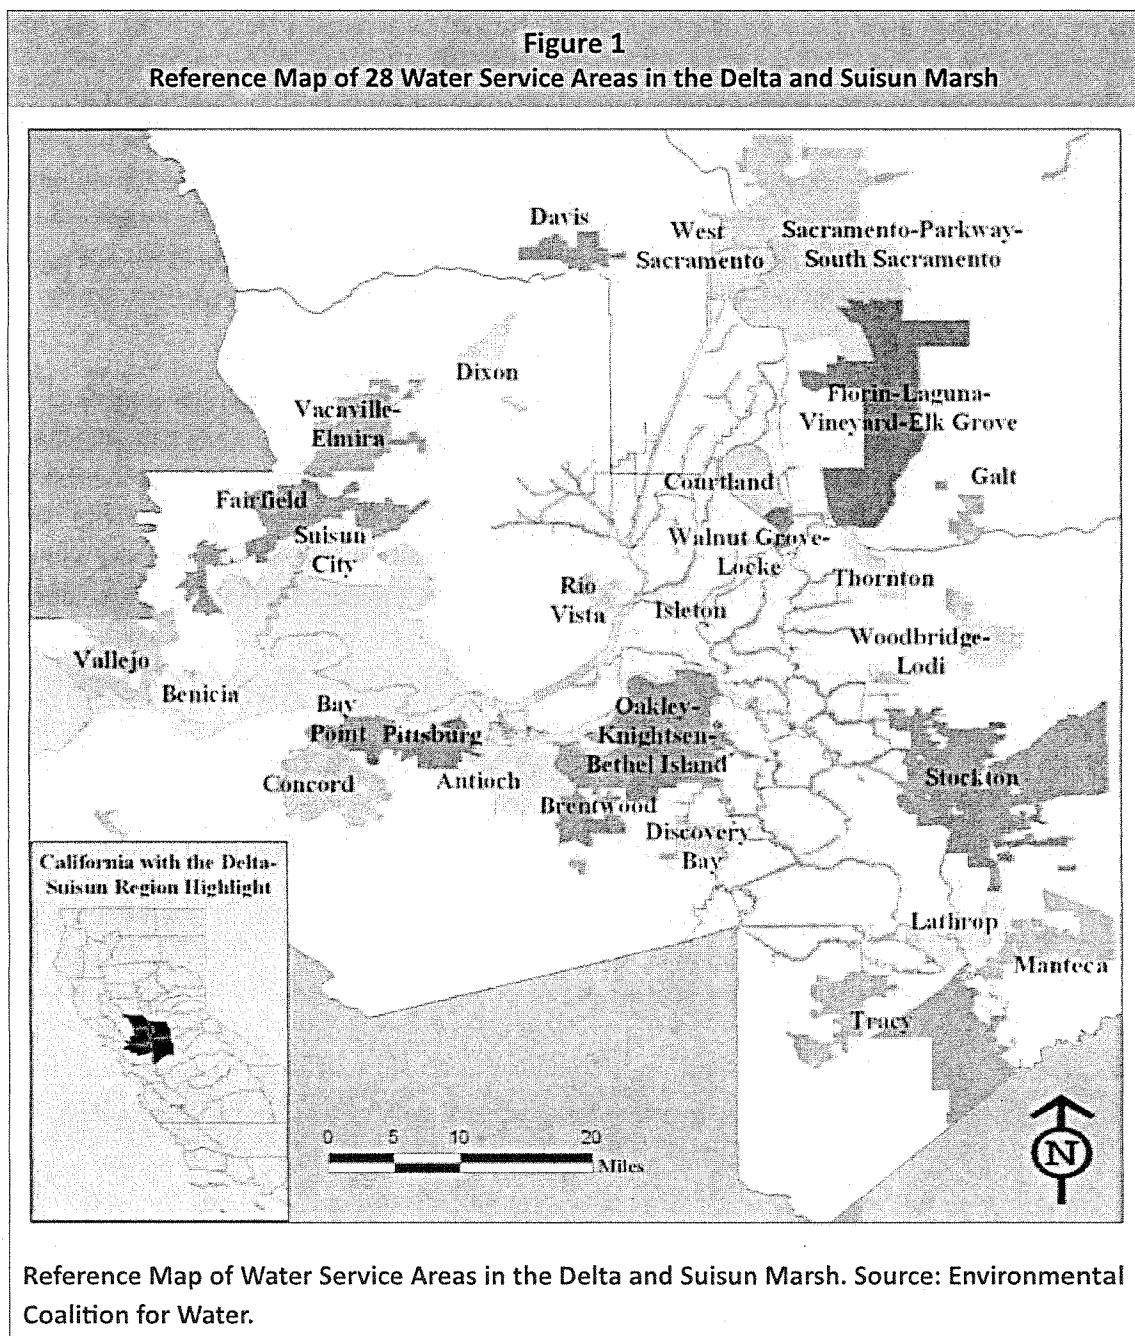 Figure 1
Reference Map of 28 Water Service Areas in the Delta and Suisun Marsh
Davis
West
Sacramento
Sacramento-Parkway-
South Sacramento
Dixon
Vacaville-
Elmira
Florin-Laguna-
Vineyard-Elk Grove
Fairfield
Courtland
Galt
Suisun
City
Walnut Grove-
Locke
Thornton
Rio
Vista
Isleton
Woodbridge-
Lodi
Vallejo
Benicia
Bay
Point
Pittsburg
Oakley-
Knightsen-
Bethel Island
Concord
Antioch
Stockton
Brentwood
Discovery
Bay
California with the Delta-
Suisun Region Highlight
Lathrop
Manteca
Tracy
0 5 10 20
Miles
N
Reference Map of Water Service Areas in the Delta and Suisun Marsh. Source: Environmental
Coalition for Water.